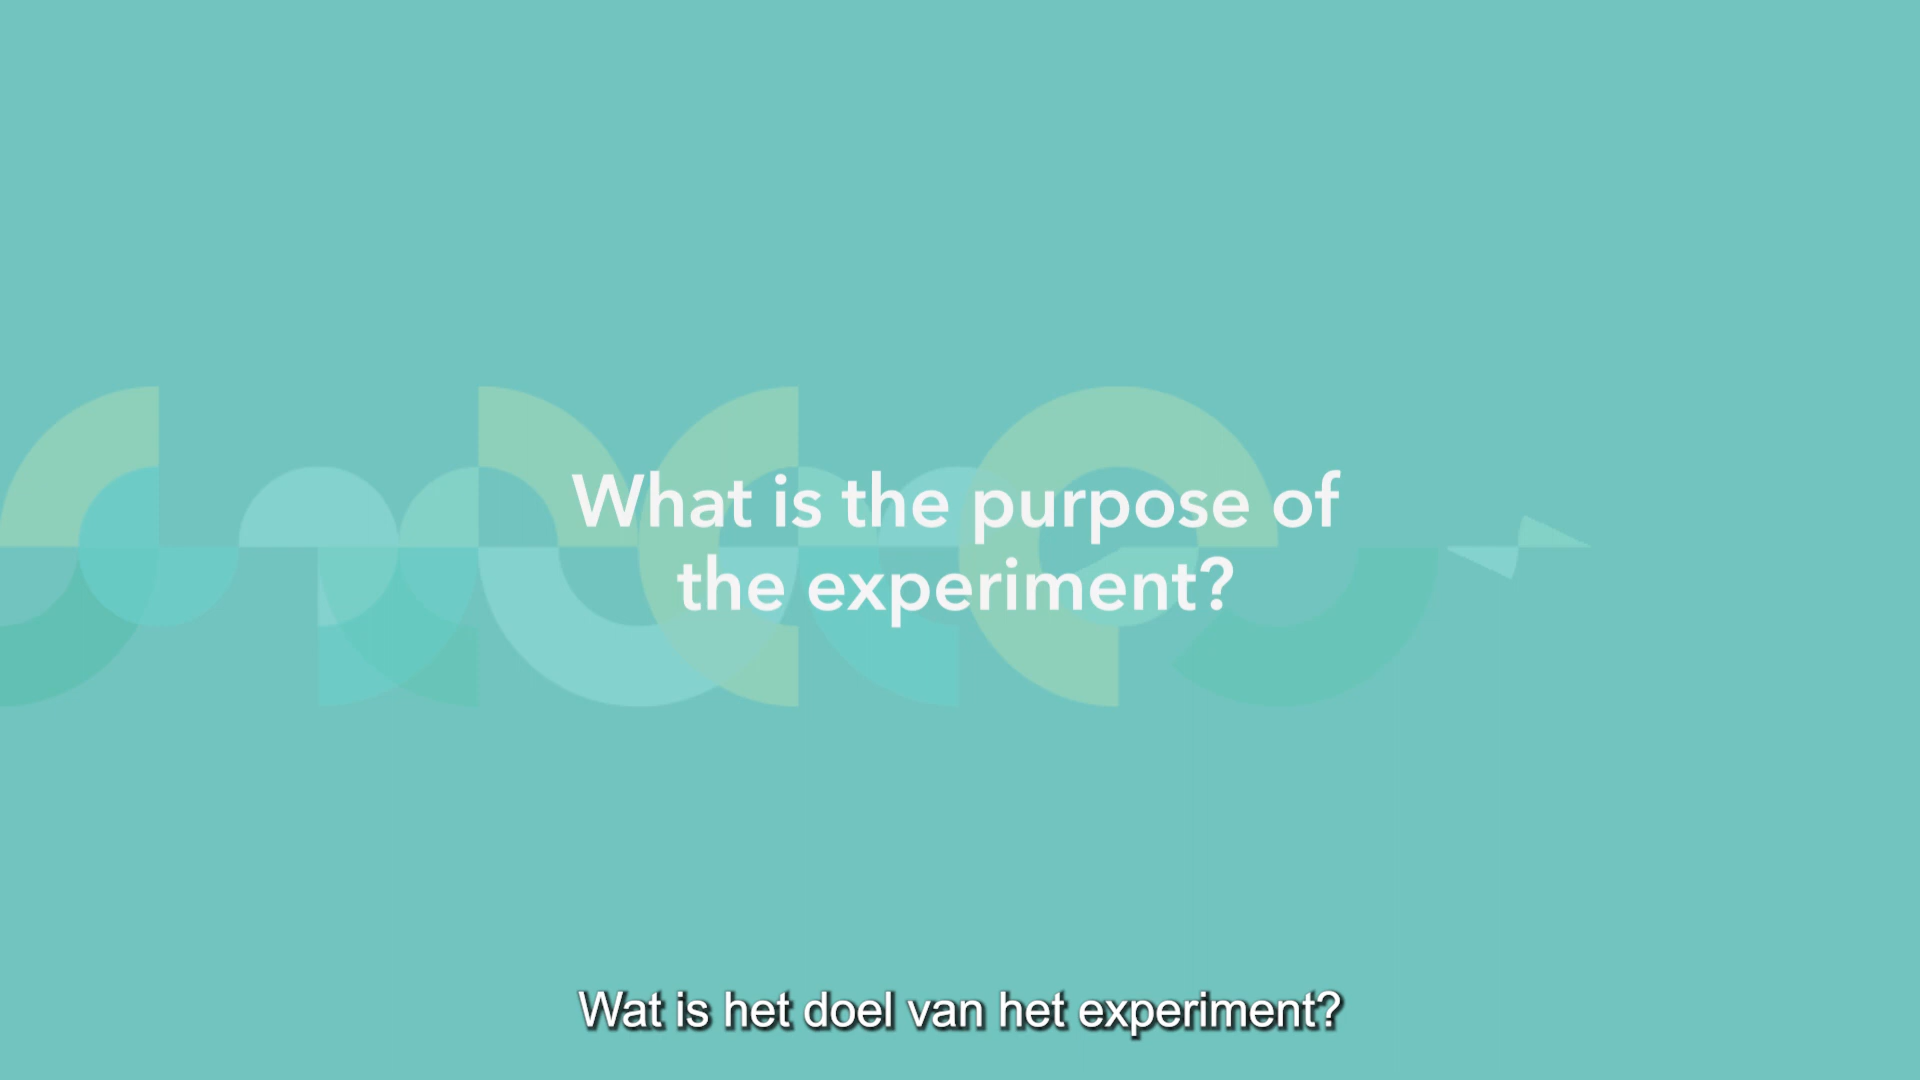 What is the purpose of
the experiment?
Wat is het doel van het experiment?